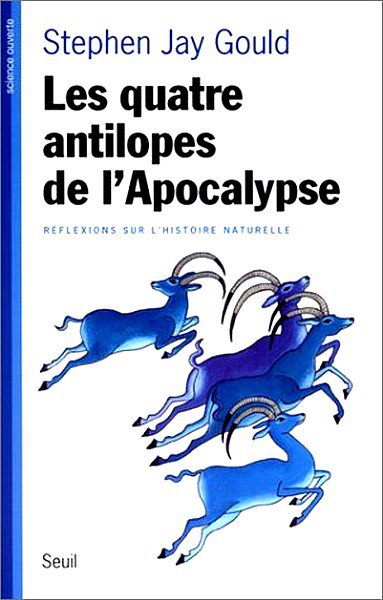 science ouverte
Stephen Jay Gould
Les quatre
antilopes
de l'Apocalypse
RÉFLEXIONS SUR L'HISTOIRE NATURELLE
Seuil